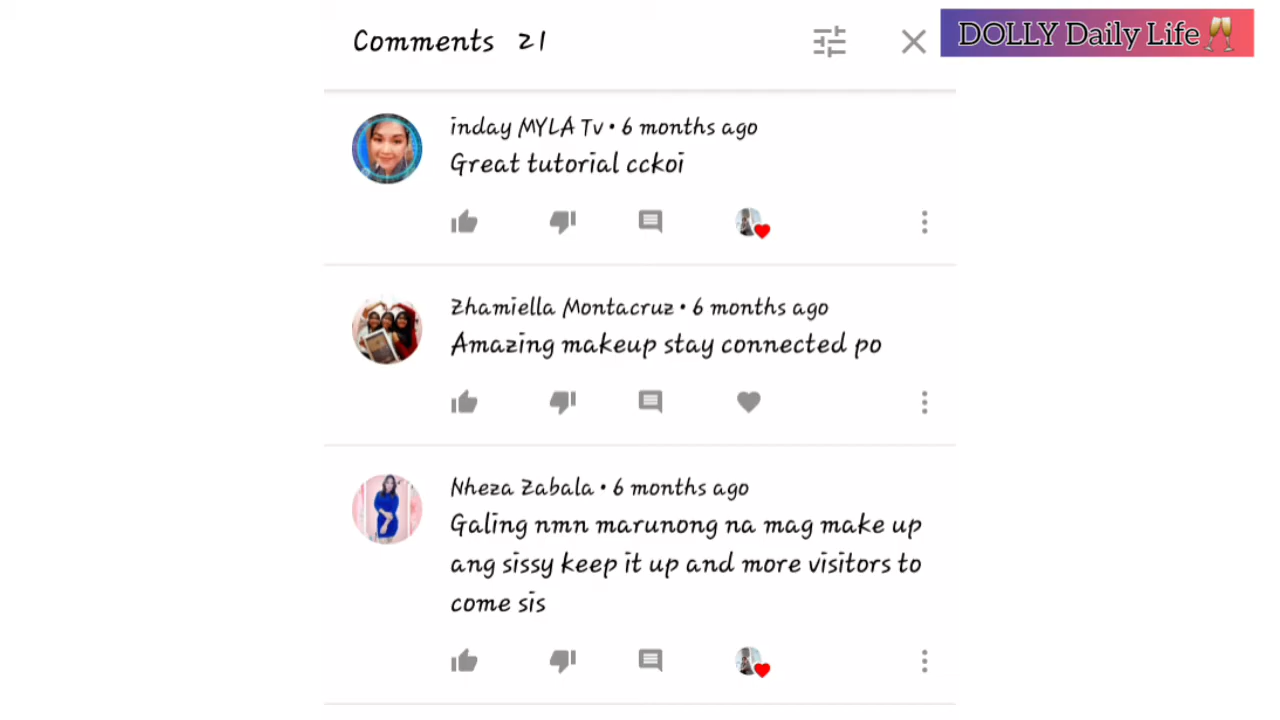 Comments 21
DOLLY Daily Life🥂
inday MYLA Tv • 6 months ago
Great tutorial cckoi
Zhamiella Montacruz • 6 months ago
Amazing makeup stay connected po
Nheza Zabala • 6 months ago
Galing nmn marunong na mag make up
ang sissy keep it up and more visitors to
come sis